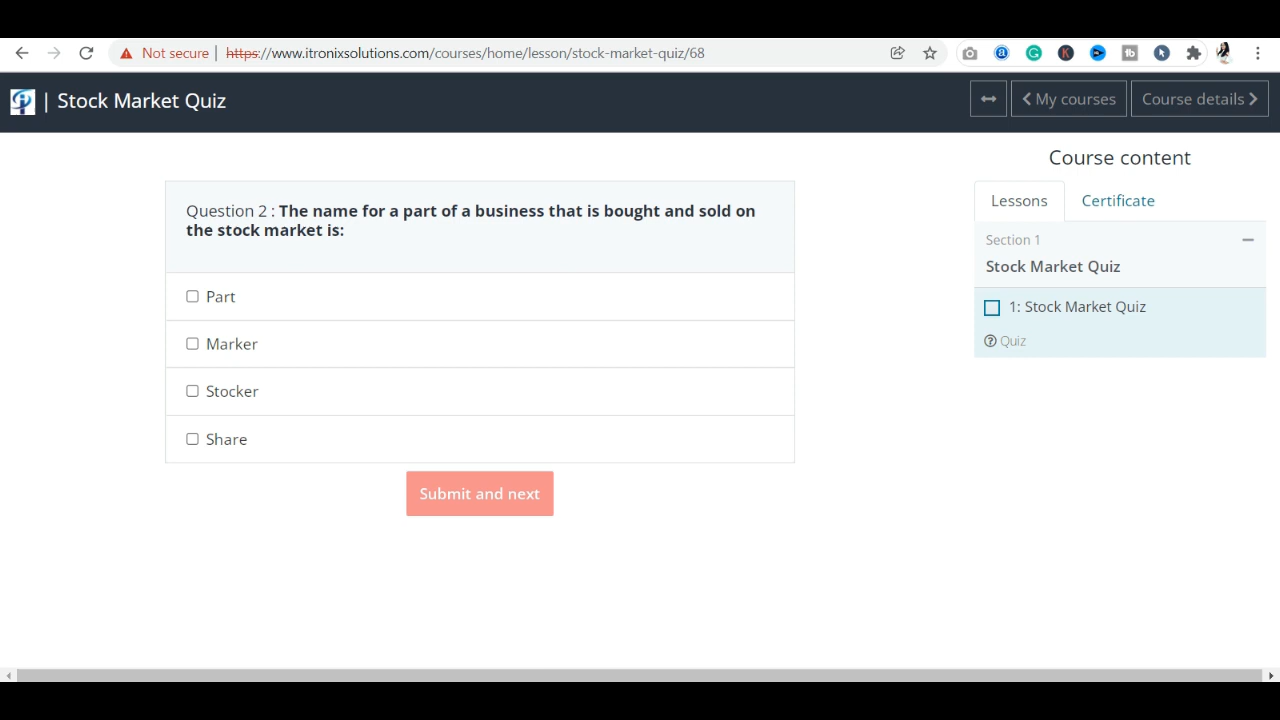 Not secure | https://www.itronixsolutions.com/courses/home/lesson/stock-market-quiz/68
| Stock Market Quiz
My courses
Course details
Course content
Lessons
Certificate
Section 1
Stock Market Quiz
1: Stock Market Quiz
Quiz
Question 2 : The name for a part of a business that is bought and sold on
the stock market is:
Part
Marker
Stocker
Share
Submit and next